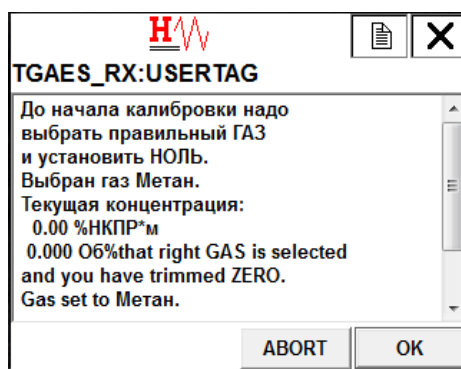 H
TGAES_RX:USERTAG
До начала калибровки надо
выбрать правильный ГАЗ
и установить НОЛЬ.
Выбран газ Метан.
Текущая концентрация:
0.00 %НКПР*м
0.000 Об%that right GAS is selected
and you have trimmed ZERO.
Gas set to Метан.
ABORT
OK